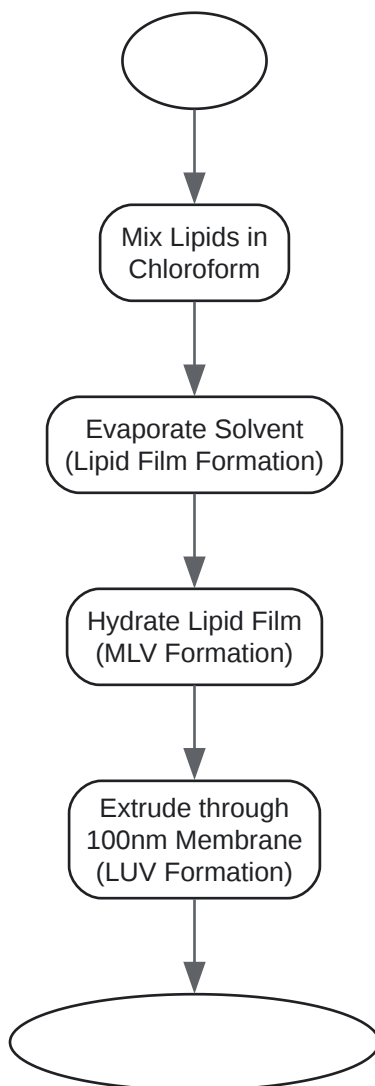 Mix Lipids in
Chloroform
Evaporate Solvent
(Lipid Film Formation)
Hydrate Lipid Film
(MLV Formation)
Extrude through
100nm Membrane
(LUV Formation)